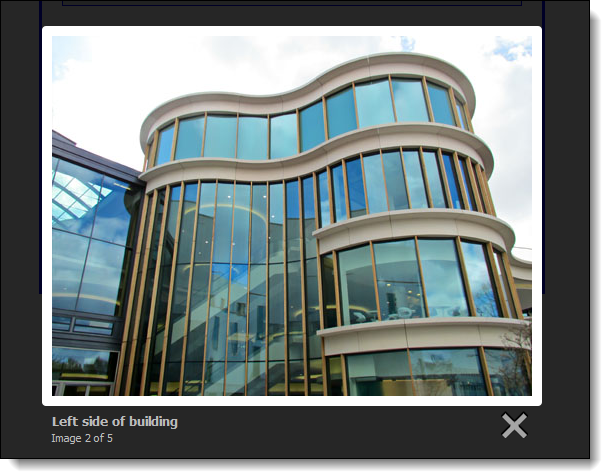 Left side of building
Image 2 of 5